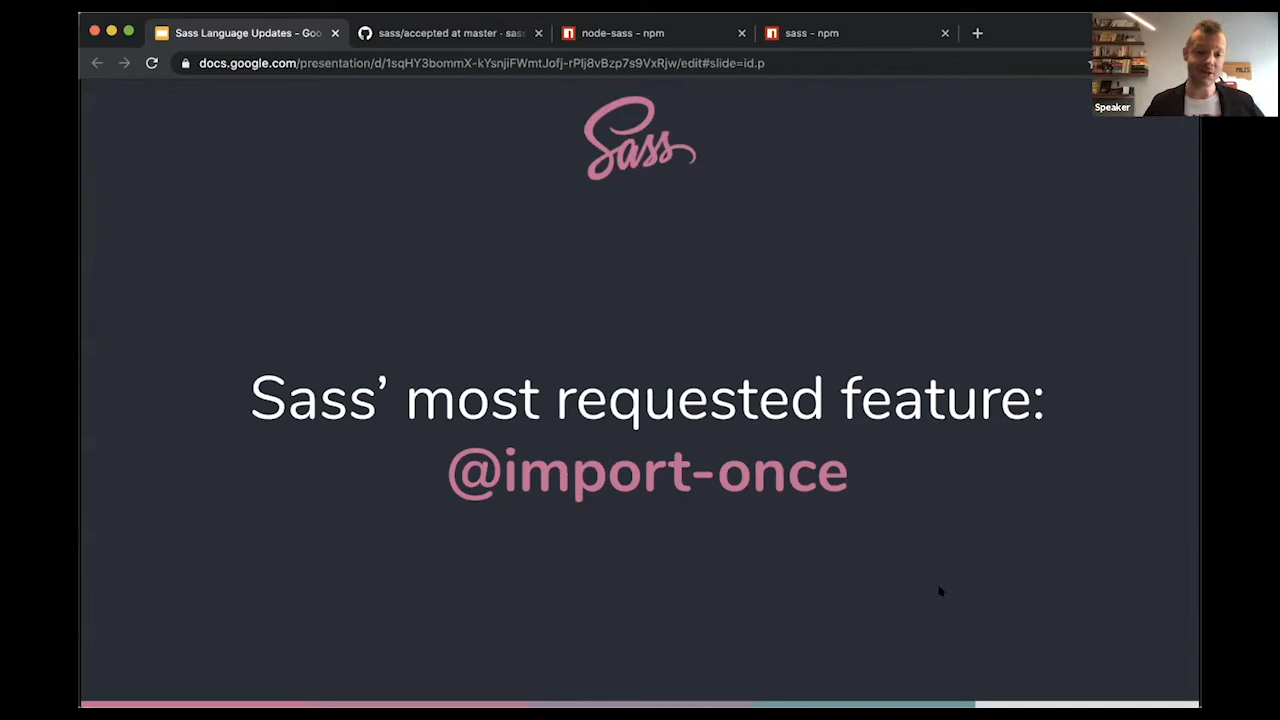 Sass Language Updates - Goo
sass/accepted at master · sass
node-sass - npm
sass - npm
docs.google.com/presentation/d/1sqHY3bommX-kYsnjiFWmtJofj-rPlj8vBzp7s9VxRjw/edit#slide=id.p
MILES
Speaker
Sass
Sass’ most requested feature:
@import-once